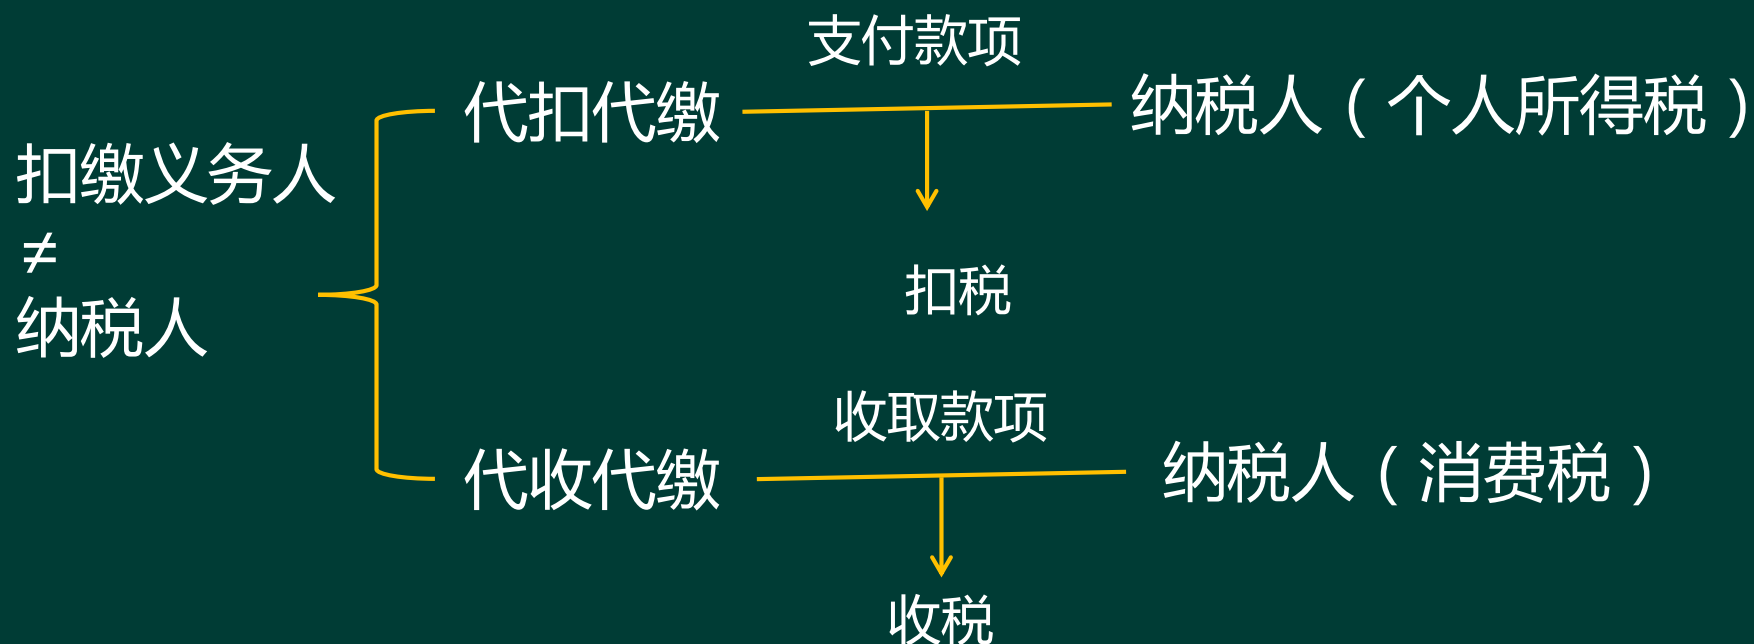 扣缴义务人
≠
纳税人
代扣代缴
支付款项
纳税人（个人所得税）
扣税
代收代缴
收取款项
纳税人（消费税）
收税